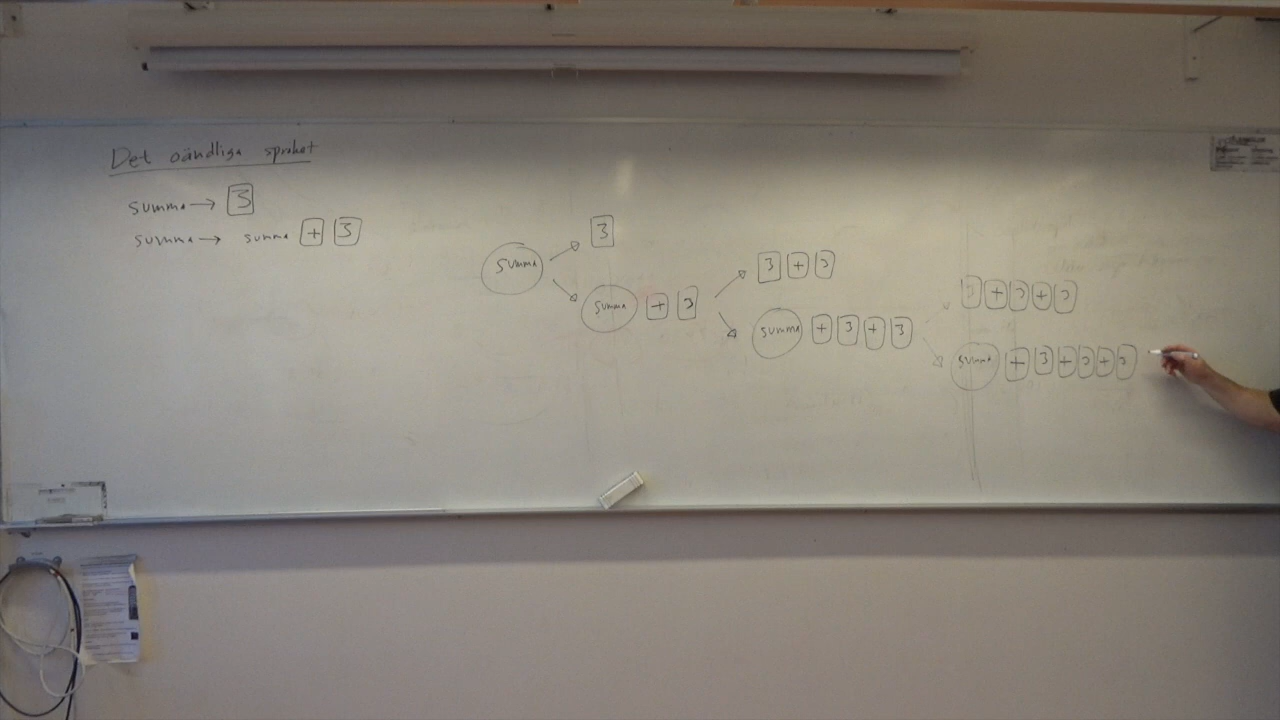 Det oändliga språket
summa → 3
summa → summa + 3
3
summa
summa + 3
3 + 3
summa + 3 + 3
3 + 3 + 3
summa + 3 + 3 + 3